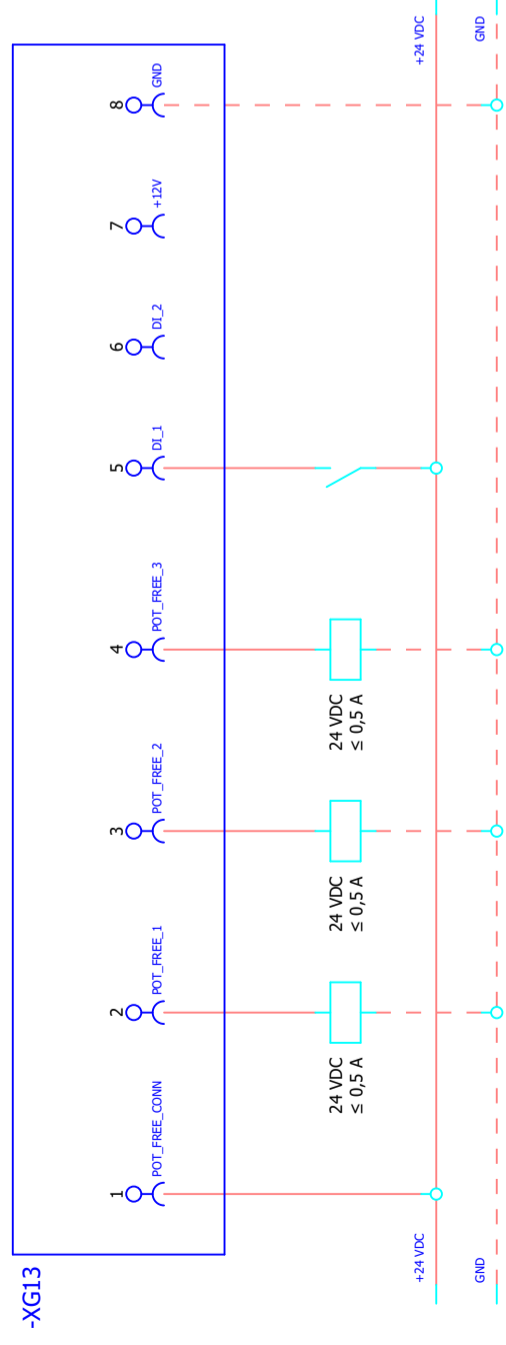 -XG13
1
POT_FREE_CONN
2
POT_FREE_1
3
POT_FREE_2
4
POT_FREE_3
5
DI_1
6
DI_2
7
+12V
8
GND
24 VDC
≤ 0,5 A
24 VDC
≤ 0,5 A
24 VDC
≤ 0,5 A
+24 VDC
+24 VDC
GND
GND